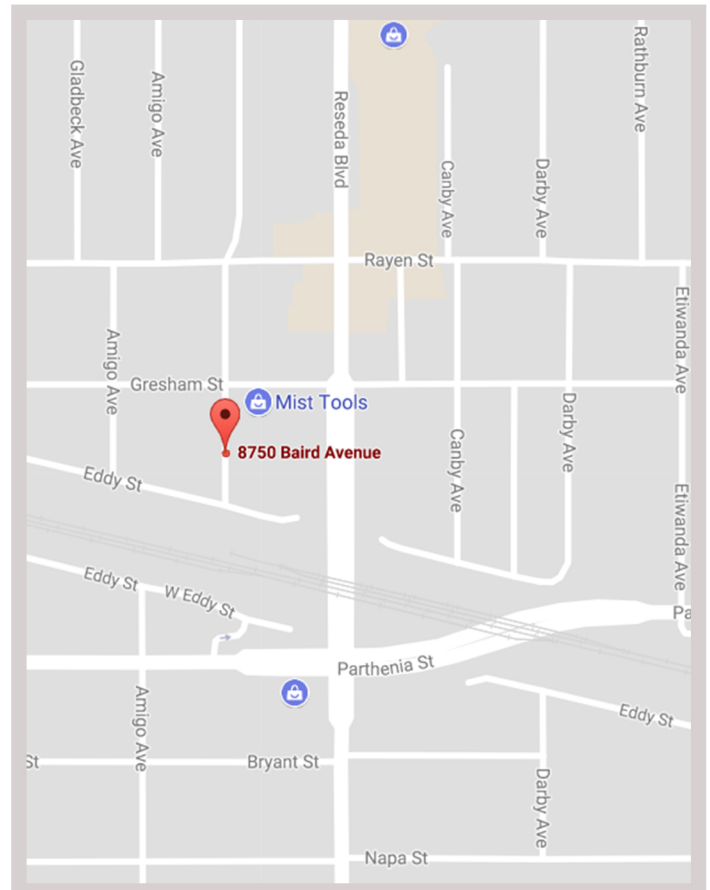 Gladbeck Ave
Amigo Ave
Reseda Blvd
Rathburn Ave
Canby Ave
Darby Ave
Rayen St
Etiwanda Ave
Amigo Ave
Gresham St
Mist Tools
8750 Baird Avenue
Darby Ave
Canby Ave
Eddy St
Etiwanda Ave
Eddy St
W Eddy St
Pa
Parthenia St
Amigo Ave
Eddy St
St
Bryant St
Darby Ave
Napa St